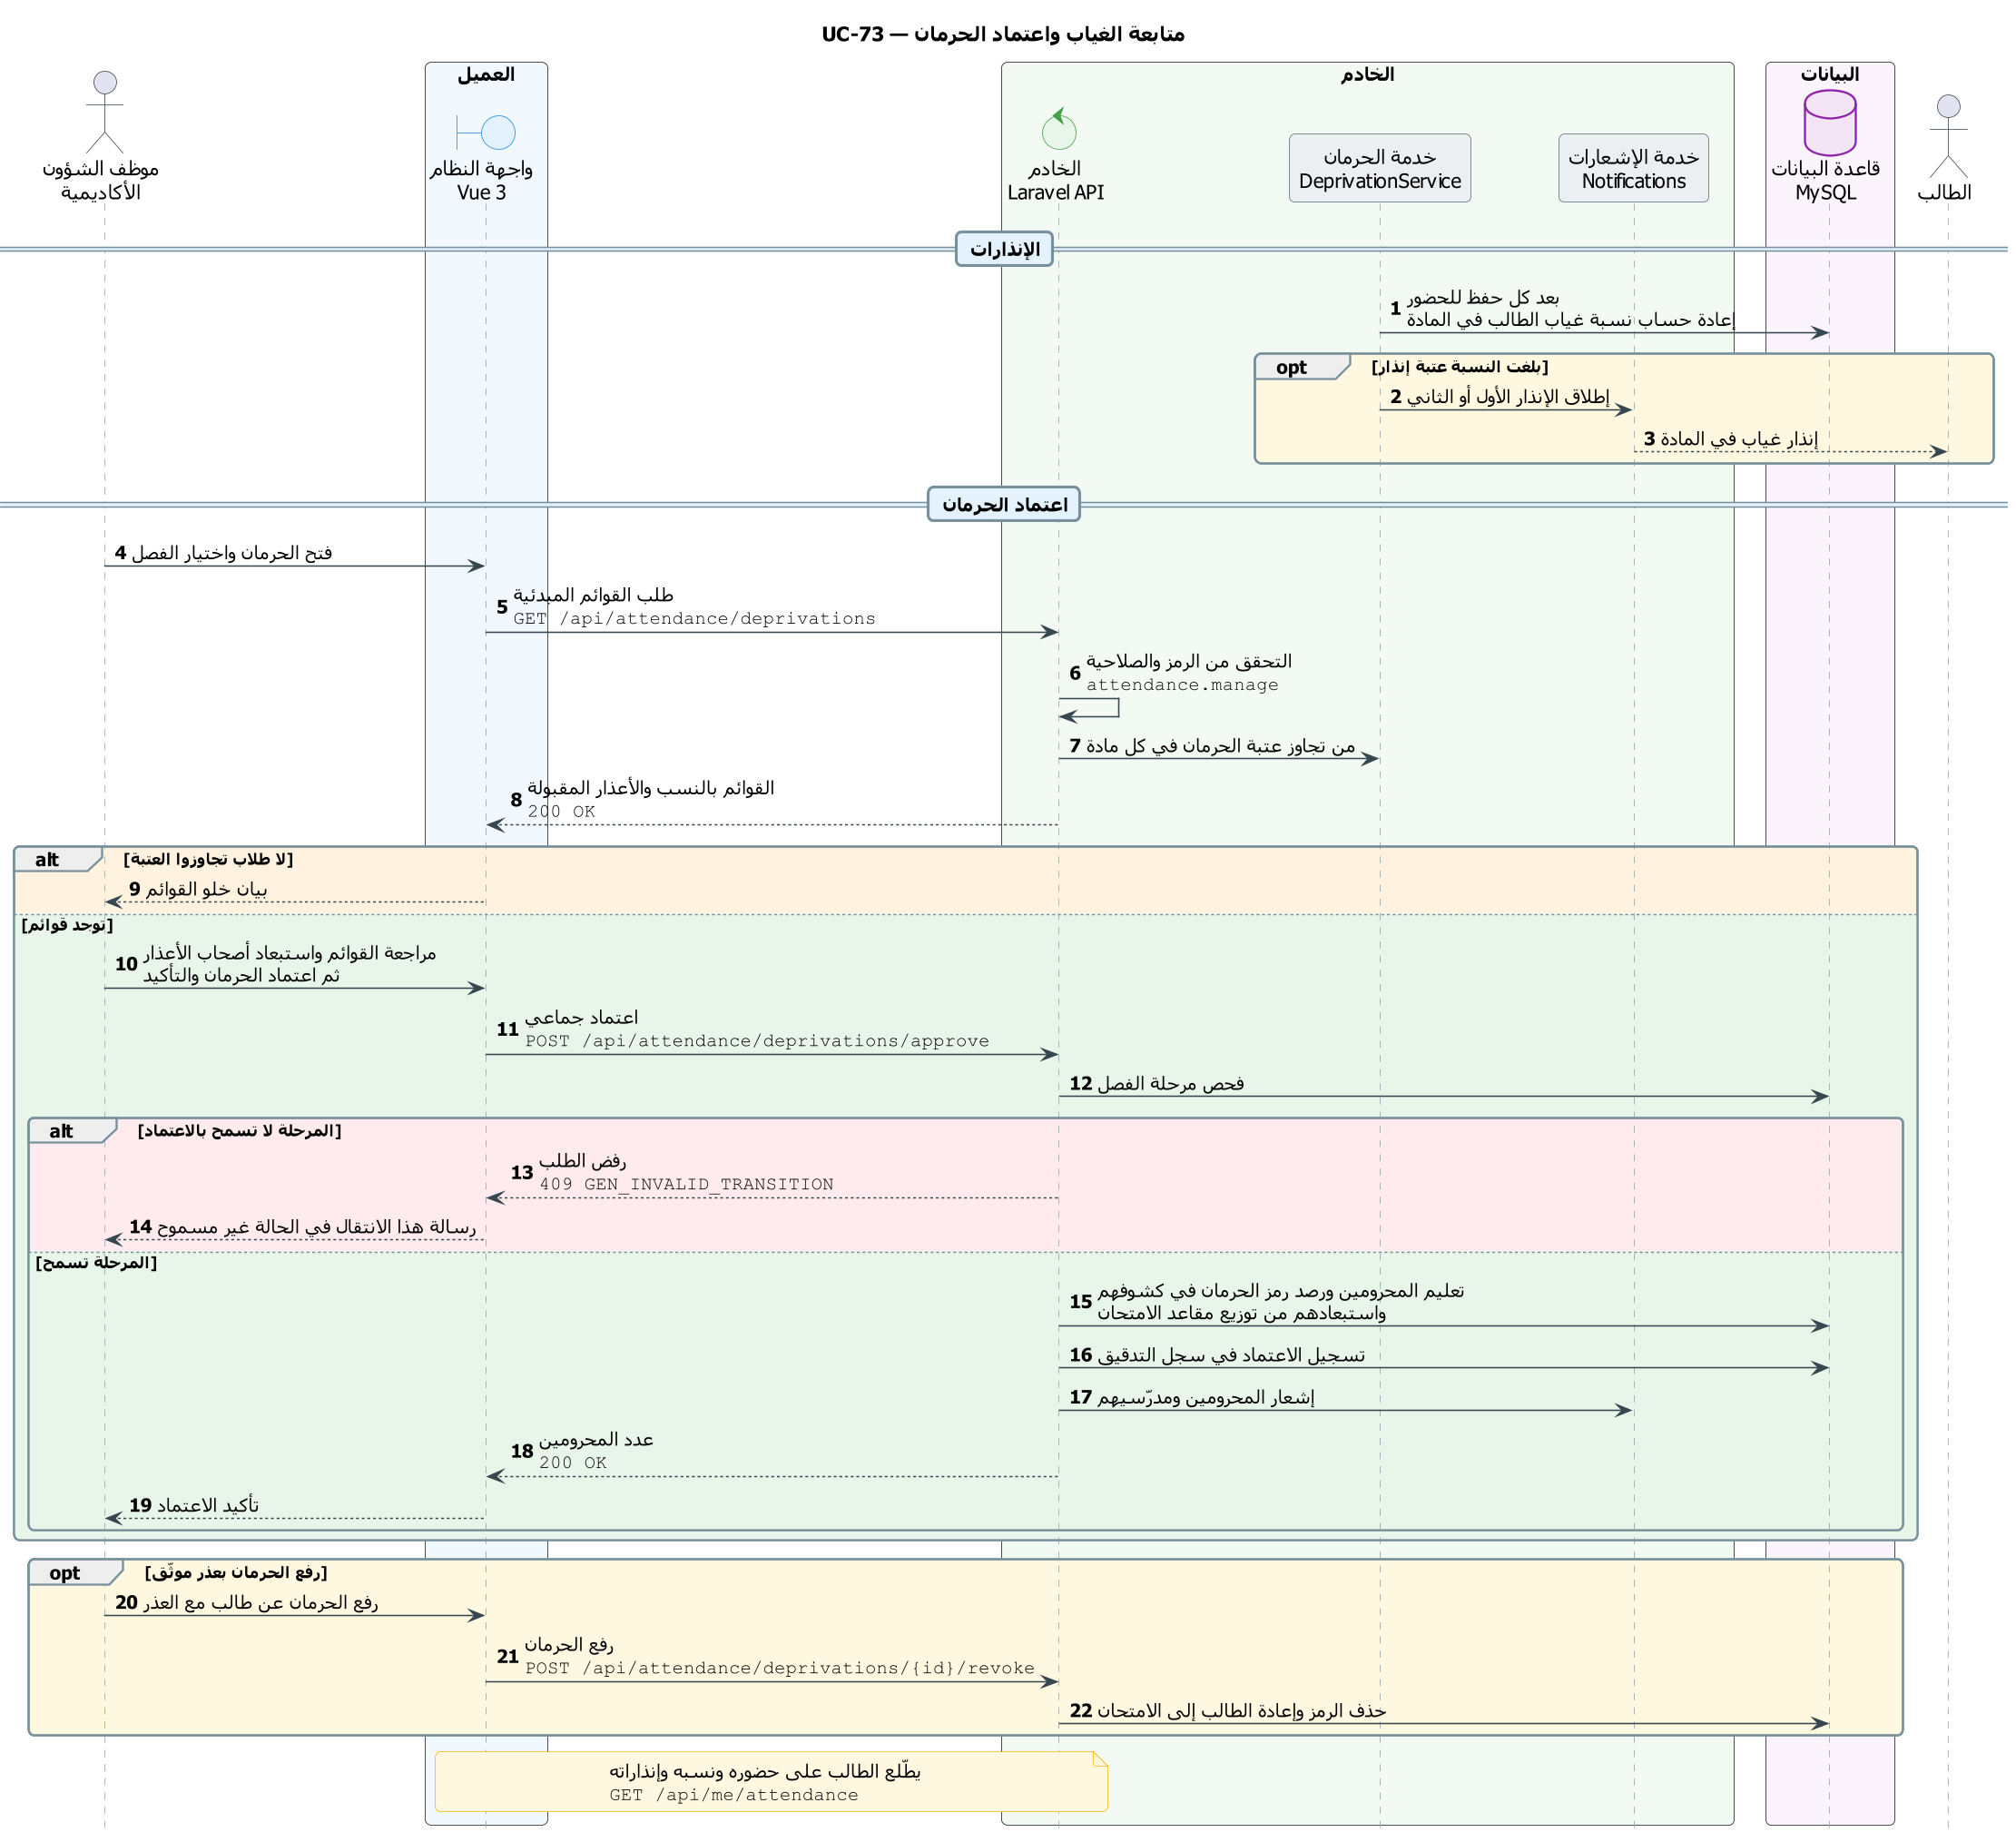 UC-73 — متابعة الغياب واعتماد الحرمان
العميل
الخادم
البيانات
موظف الشؤون
الأكاديمية
واجهة النظام
Vue 3
الخادم
Laravel API
خدمة الحرمان
DeprivationService
خدمة الإشعارات
Notifications
قاعدة البيانات
MySQL
الطالب
الإنذارات
1 بعد كل حفظ للحضور
إعادة حساب نسبة غياب الطالب في المادة
opt [بلغت النسبة عتبة إنذار]
2 إطلاق الإنذار الأول أو الثاني
3 إنذار غياب في المادة
اعتماد الحرمان
4 فتح الحرمان واختيار الفصل
5 طلب القوائم المبدئية
GET /api/attendance/deprivations
6 التحقق من الرمز والصلاحية
attendance.manage
7 من تجاوز عتبة الحرمان في كل مادة
8 القوائم بالنسب والأعذار المقبولة
200 OK
alt [لا طلاب تجاوزوا العتبة]
9 بيان خلو القوائم
[توجد قوائم]
10 مراجعة القوائم واستبعاد أصحاب الأعذار
ثم اعتماد الحرمان والتأكيد
11 اعتماد جماعي
POST /api/attendance/deprivations/approve
12 فحص مرحلة الفصل
alt [المرحلة لا تسمح بالاعتماد]
13 رفض الطلب
409 GEN_INVALID_TRANSITION
14 رسالة هذا الانتقال في الحالة غير مسموح
[المرحلة تسمح]
15 تعليم المحرومين ورصد رمز الحرمان في كشوفهم
واستبعادهم من توزيع مقاعد الامتحان
16 تسجيل الاعتماد في سجل التدقيق
17 إشعار المحرومين ومدرّسيهم
18 عدد المحرومين
200 OK
19 تأكيد الاعتماد
opt [رفع الحرمان بعذر موثّق]
20 رفع الحرمان عن طالب مع العذر
21 رفع الحرمان
POST /api/attendance/deprivations/{id}/revoke
22 حذف الرمز وإعادة الطالب إلى الامتحان
يطّلع الطالب على حضوره ونسبه وإنذاراته
GET /api/me/attendance